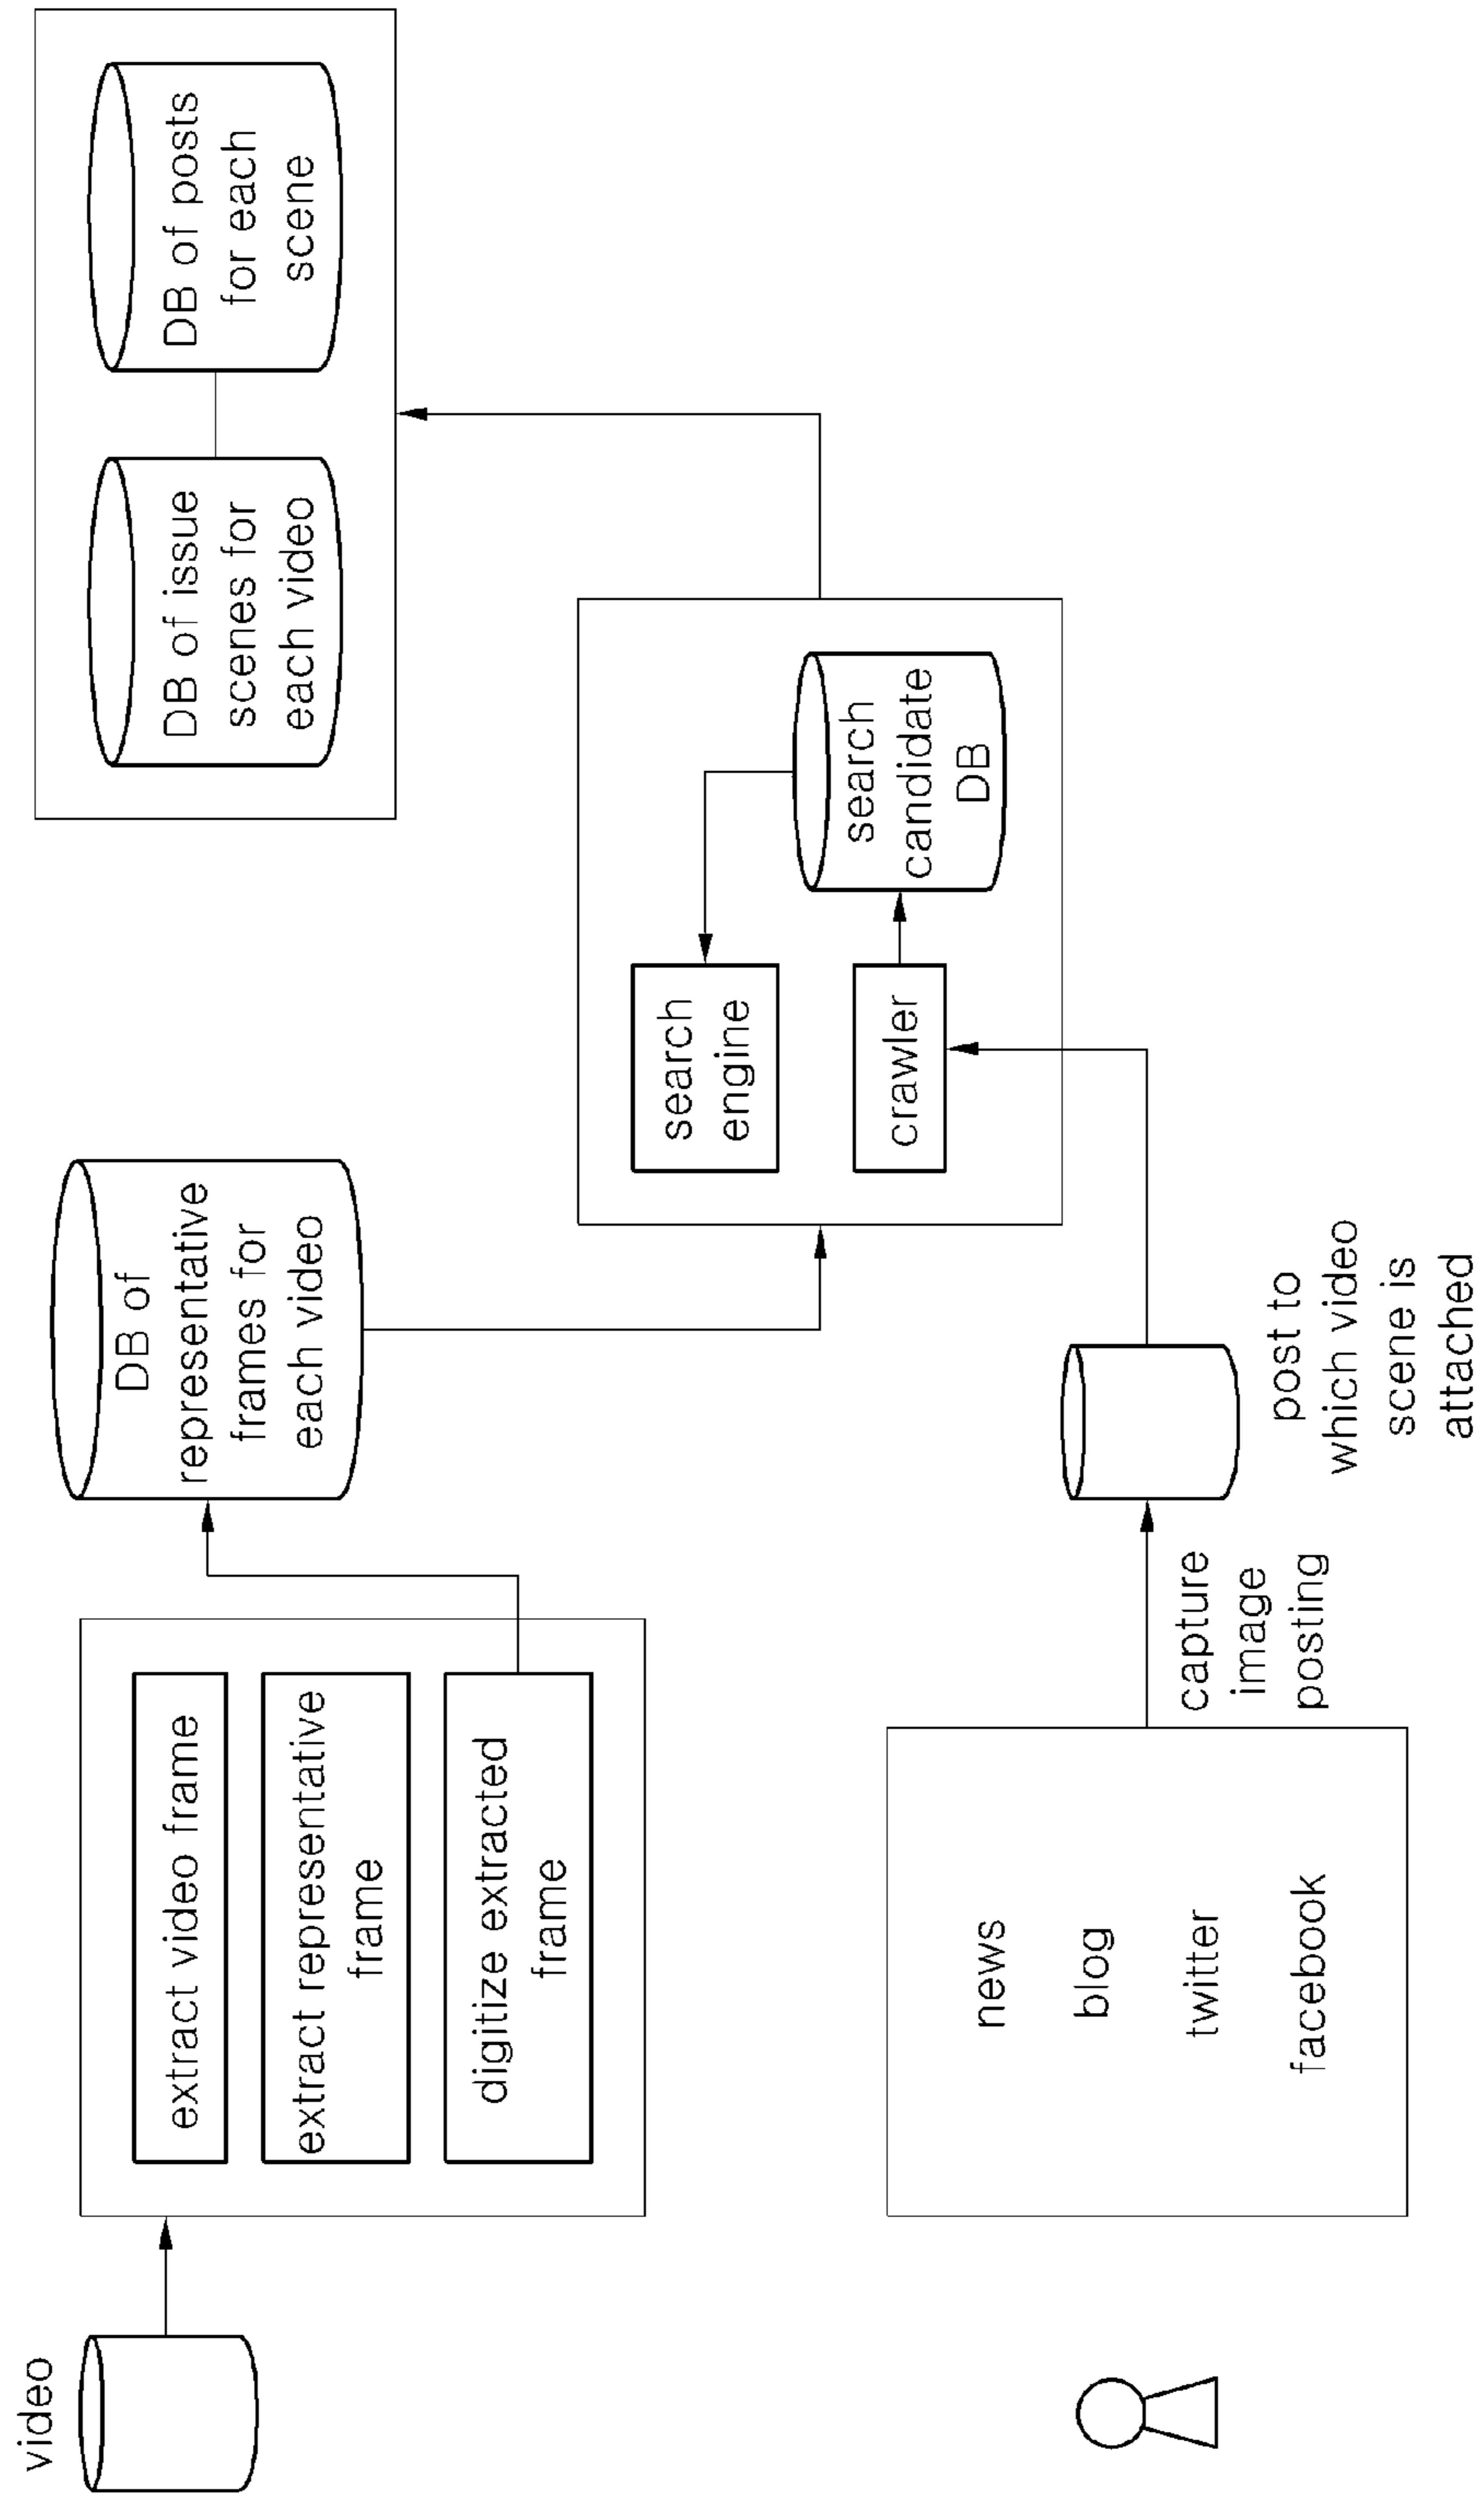 video
extract video frame
extract representative
frame
digitize extracted
frame
DB of
representative
frames for
each video
DB of issue
scenes for
each video
DB of posts
for each
scene
search
engine
crawler
search
candidate
DB
news
blog
twitter
facebook
capture
image
posting
post to
which video
scene is
attached